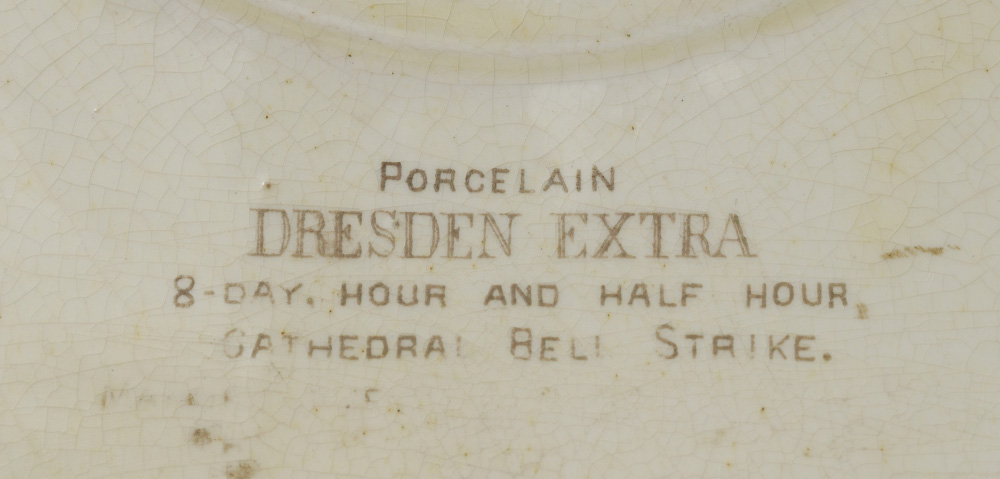 PORCELAIN
DRESDEN EXTRA
8-DAY, HOUR AND HALF HOUR,
CATHEDRAL BELL STRIKE.